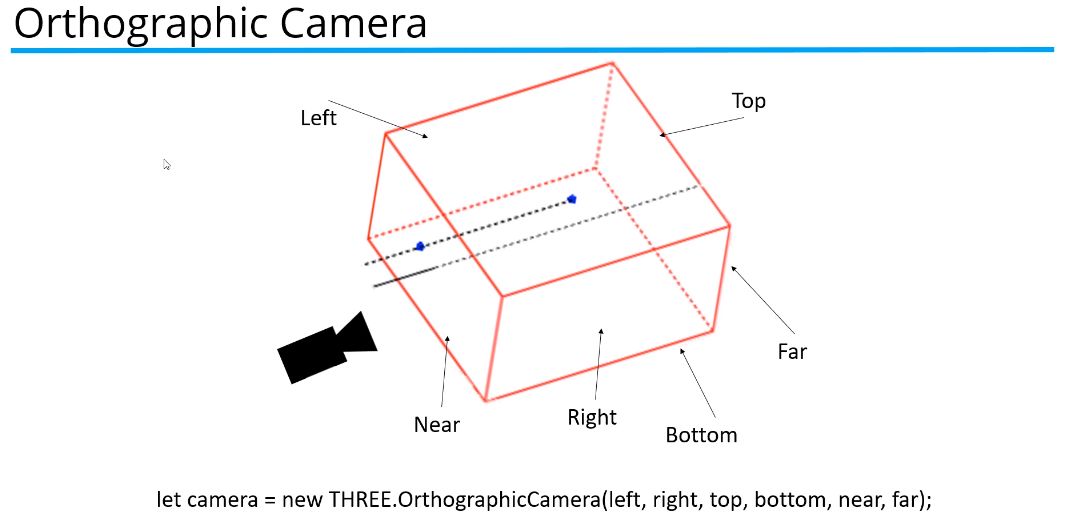 Orthographic Camera
Left
Top
Far
Near
Right
Bottom
let camera = new THREE.OrthographicCamera(left, right, top, bottom, near, far);